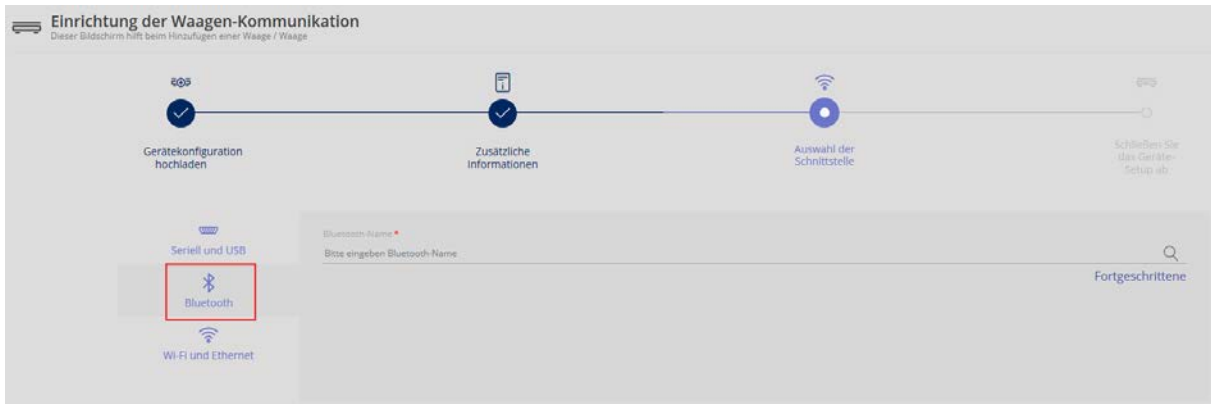 Einrichtung der Waagen-Kommunikation
Dieser Bildschirm hilft beim Hinzufügen einer Waage / Waage
Gerätekonfiguration
hochladen
Zusätzliche
Informationen
Auswahl der
Schnittstelle
Schließen Sie
das Geräte-
Setup ab
Seriell und USB
Bluetooth
Wi-Fi und Ethernet
Bluetooth-Name *
Bitte eingeben Bluetooth-Name
Fortgeschrittene